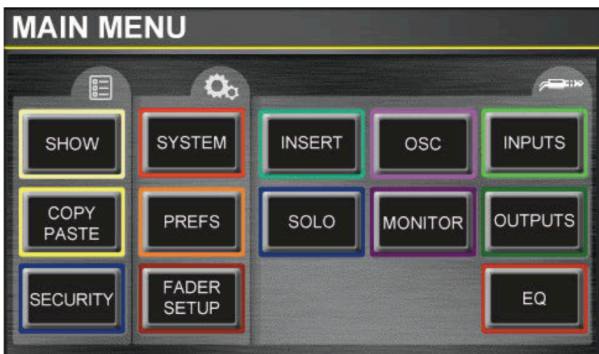 MAIN MENU
SHOW
SYSTEM
INSERT
OSC
INPUTS
COPY
PASTE
PREFS
SOLO
MONITOR
OUTPUTS
SECURITY
FADER
SETUP
EQ